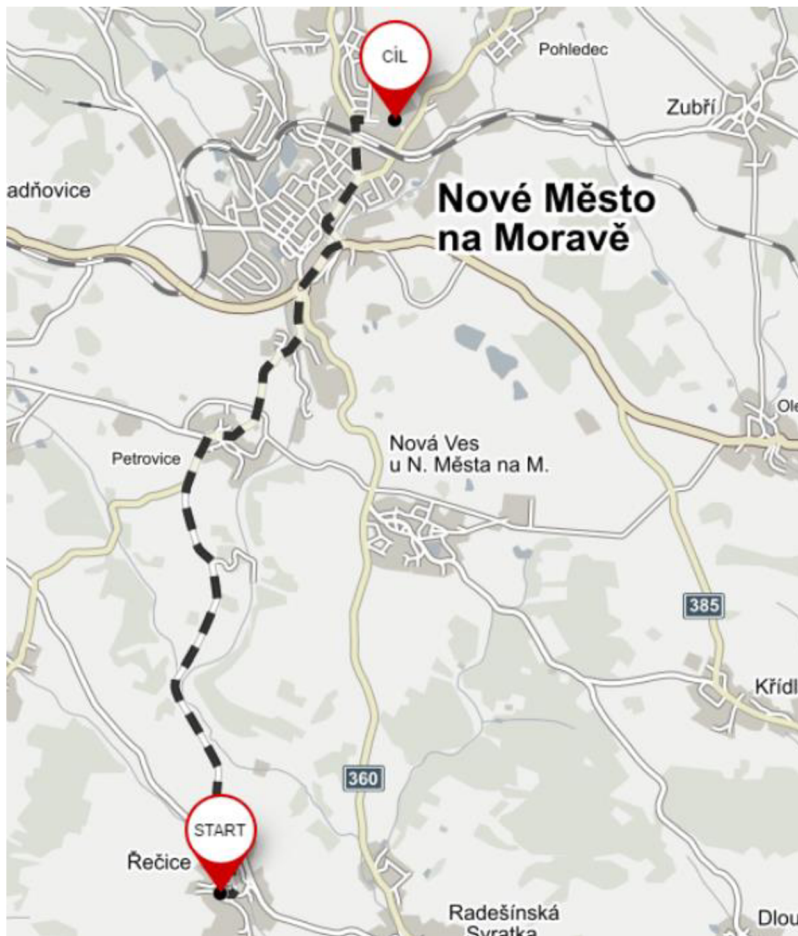 CÍL
Pohledec
Zubří
adňovice
Nové Město
na Moravě
Ole
Nová Ves
u N. Města na M.
Petrovice
385
Křídl
360
START
Řečice
Radešínská
Svratka
Dlou